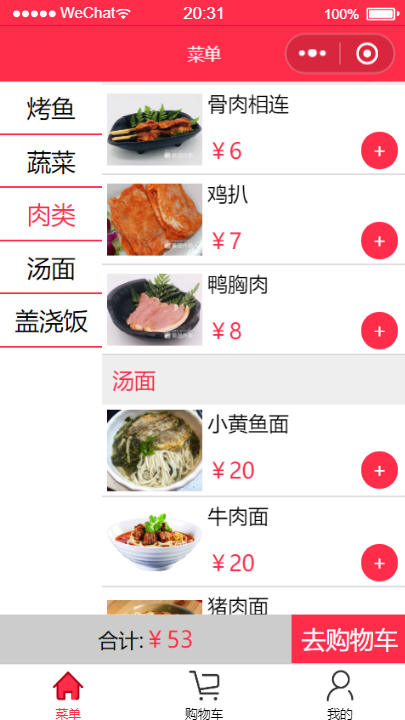 WeChat 20:31 100%
菜单
烤鱼
蔬菜
肉类
汤面
盖浇饭
骨肉相连
￥6
+
鸡扒
￥7
+
鸭胸肉
￥8
+
汤面
小黄鱼面
￥20
+
牛肉面
￥20
+
猪肉面
合计:￥53
去购物车
菜单 购物车 我的